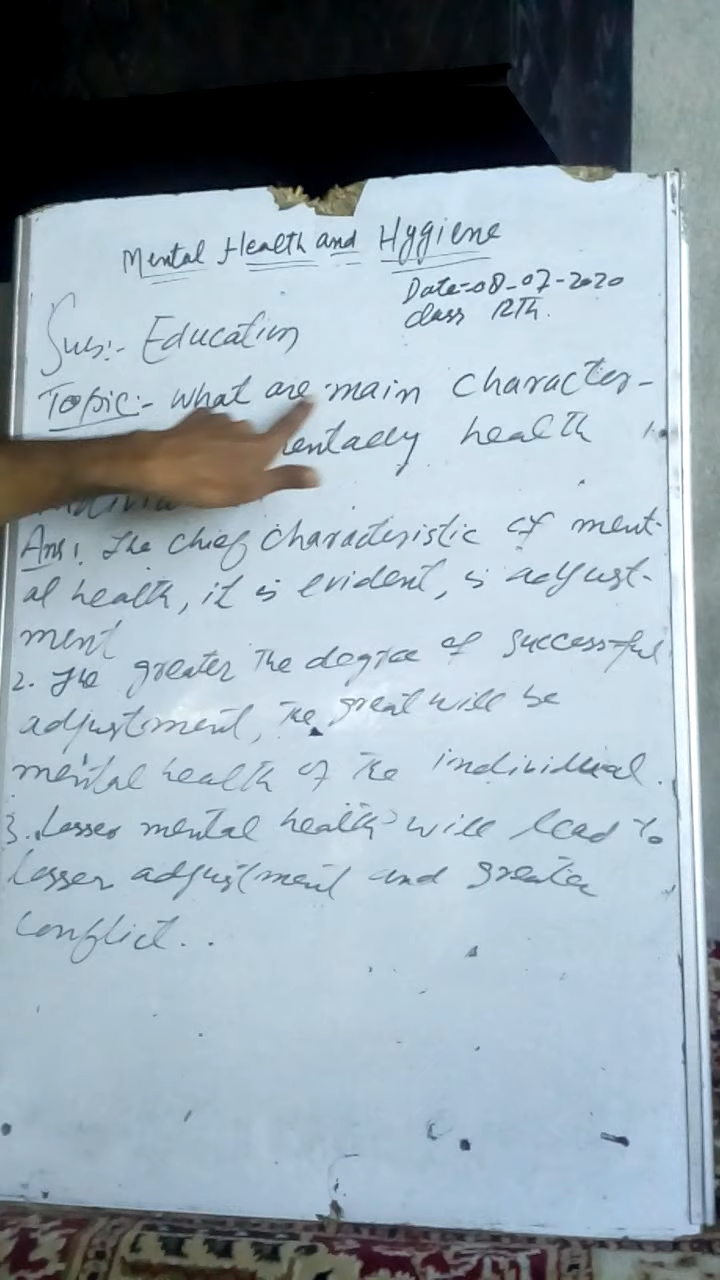 Mental Health and Hygiene
Date:-08-07-2020
class 12Th.
Sub:- Education
Topic:- what are main character-
entally health
Ans 1. The chief characteristic of ment-
al health, it is evident, is adjust-
ment
2. The greater The degree of successful
adjustment, The great will be
mental health of The individual.
3. Lesser mental health will lead to
Lesser adjustment and greater
conflict..